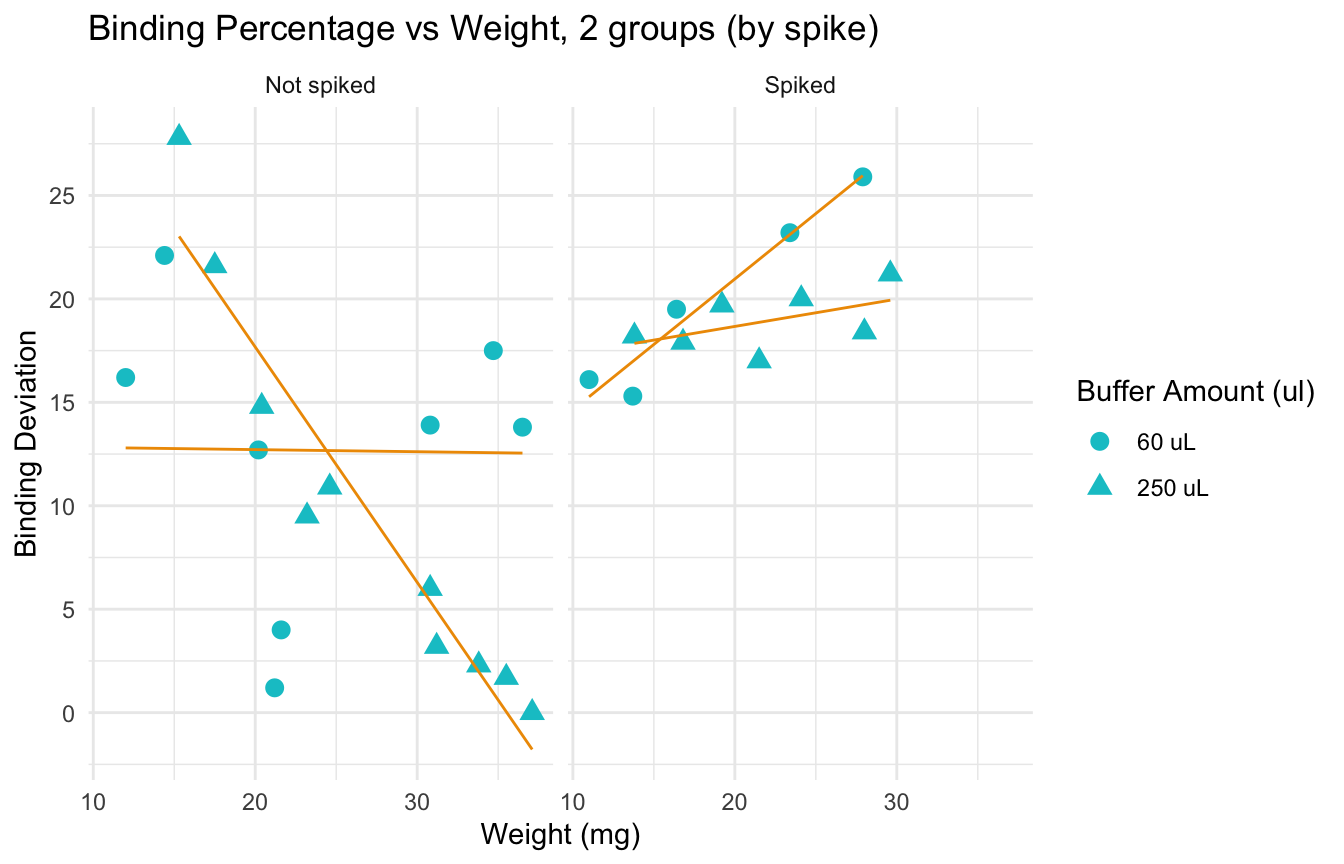 Binding Percentage vs Weight, 2 groups (by spike)
Not spiked
Spiked
25
20
15
10
5
0
Binding Deviation
10
20
30
10
20
30
Weight (mg)
Buffer Amount (ul)
60 uL
250 uL